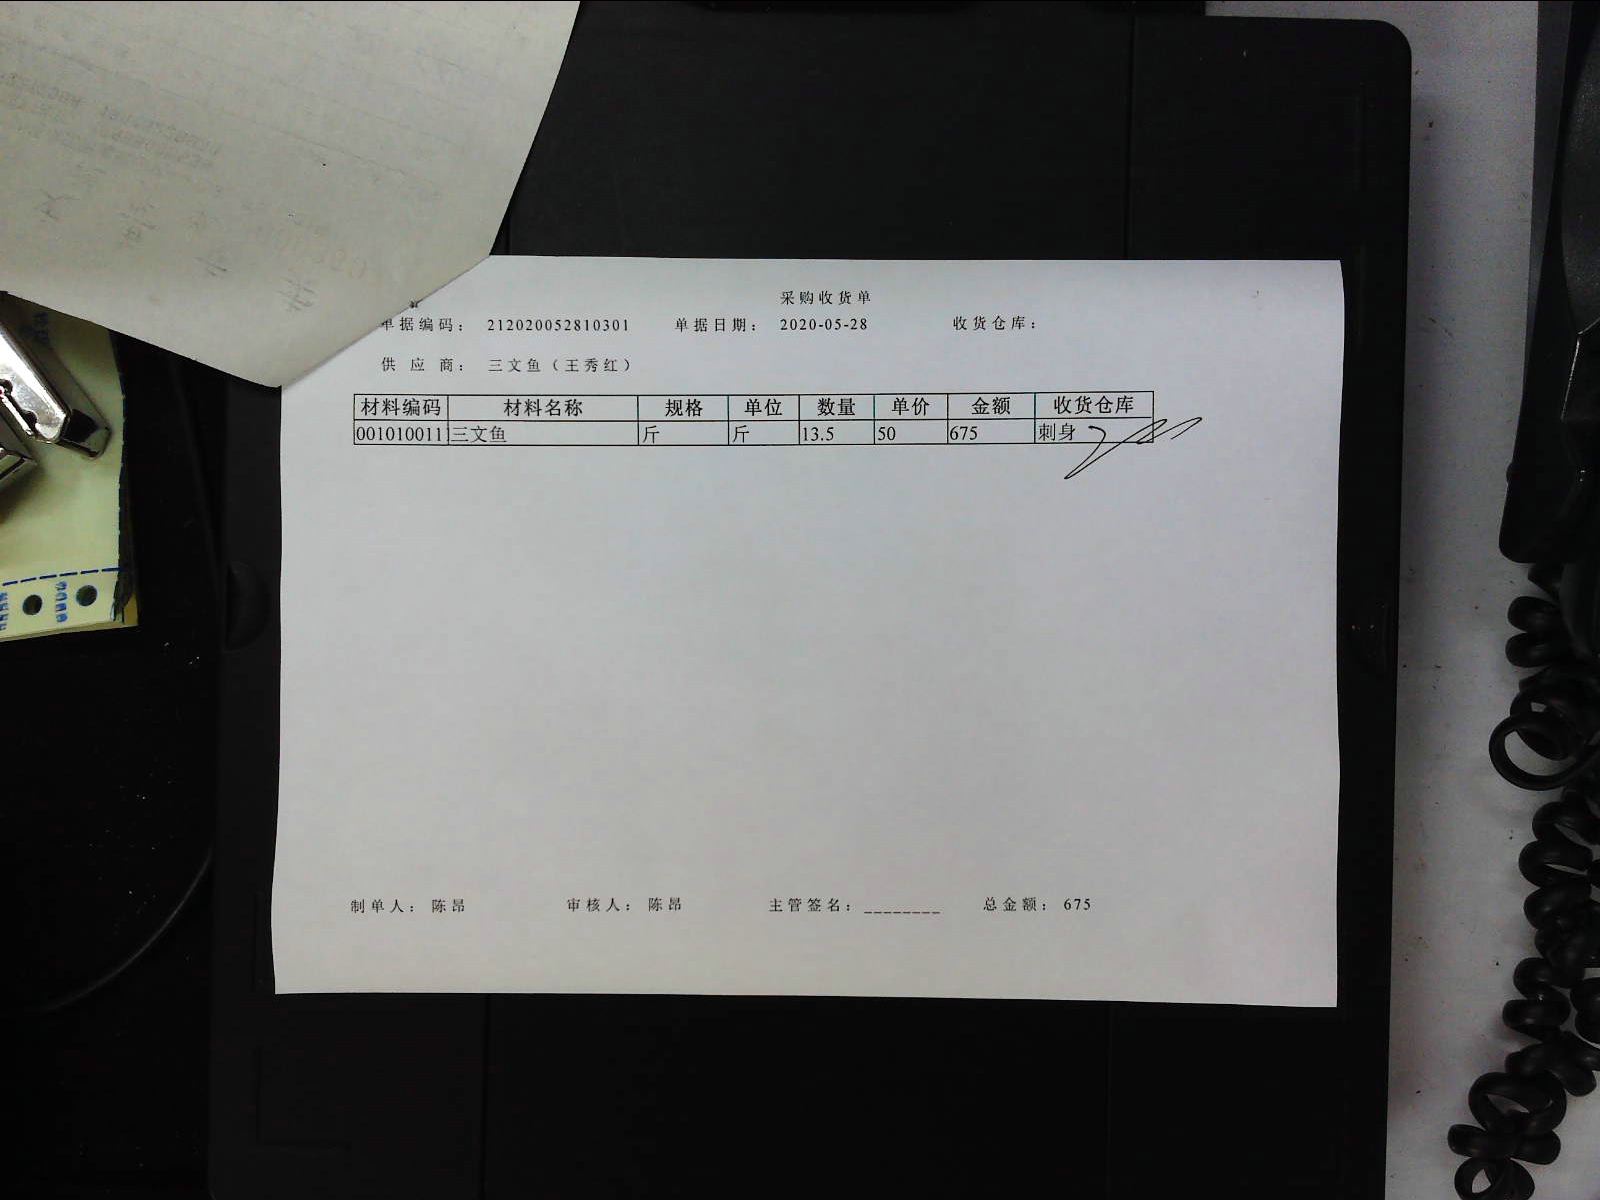 采购收货单
单据编码： 212020052810301 单据日期： 2020-05-28 收货仓库：
供应商： 三文鱼（王秀红）
材料编码 材料名称 规格 单位 数量 单价 金额 收货仓库
001010011 三文鱼 斤 斤 13.5 50 675 刺身
制单人： 陈昂 审核人： 陈昂 主管签名：________ 总金额： 675